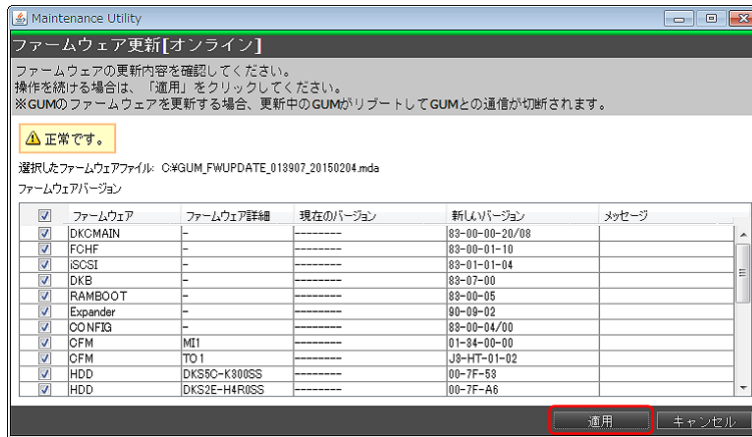 Maintenance Utility
ファームウェア更新[オンライン]
ファームウェアの更新内容を確認してください。
操作を続ける場合は、「適用」をクリックしてください。
※GUMのファームウェアを更新する場合、更新中のGUMがリブートしてGUMとの通信が切断されます。
正常です。
選択したファームウェアファイル: C:¥GUM_FWUPDATE_013907_20150204.mda
ファームウェアバージョン
ファームウェア ファームウェア詳細 現在のバージョン 新しいバージョン メッセージ
DKCMAIN - -------- 83-00-00-20/08
FCHF - -------- 83-00-01-10
iSCSI - -------- 83-01-01-04
DKB - -------- 83-07-00
RAMBOOT - -------- 83-00-05
Expander - -------- 90-09-02
CONFIG - -------- 83-00-04/00
CFM MI1 -------- 01-34-00-00
CFM TO1 -------- J3-HT-01-02
HDD DKS5C-K300SS -------- 00-7F-53
HDD DKS2E-H4R0SS -------- 00-7F-A6
適用 キャンセル